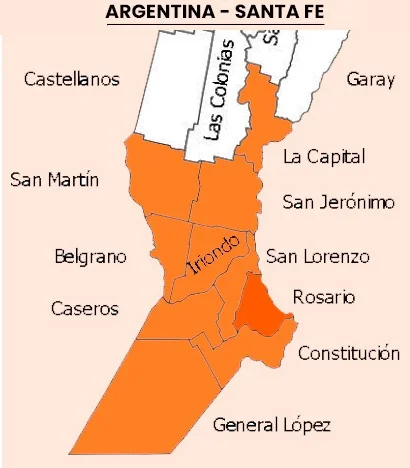 ARGENTINA - SANTA FE
Castellanos
Las Colonias
Garay
La Capital
San Martín
San Jerónimo
Belgrano
Iriondo
San Lorenzo
Rosario
Caseros
Constitución
General López